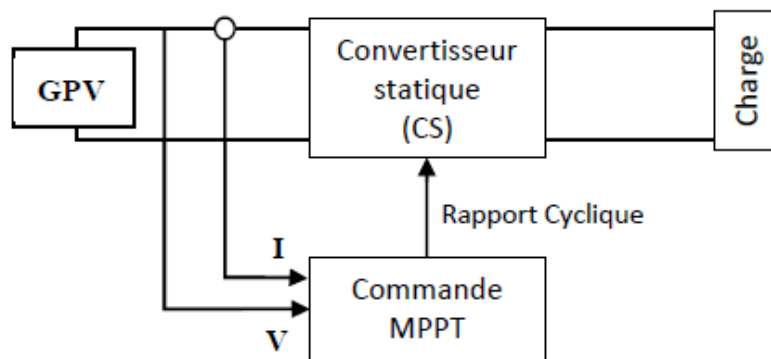 GPV
Convertisseur
statique
(CS)
Charge
Rapport Cyclique
I
V
Commande
MPPT